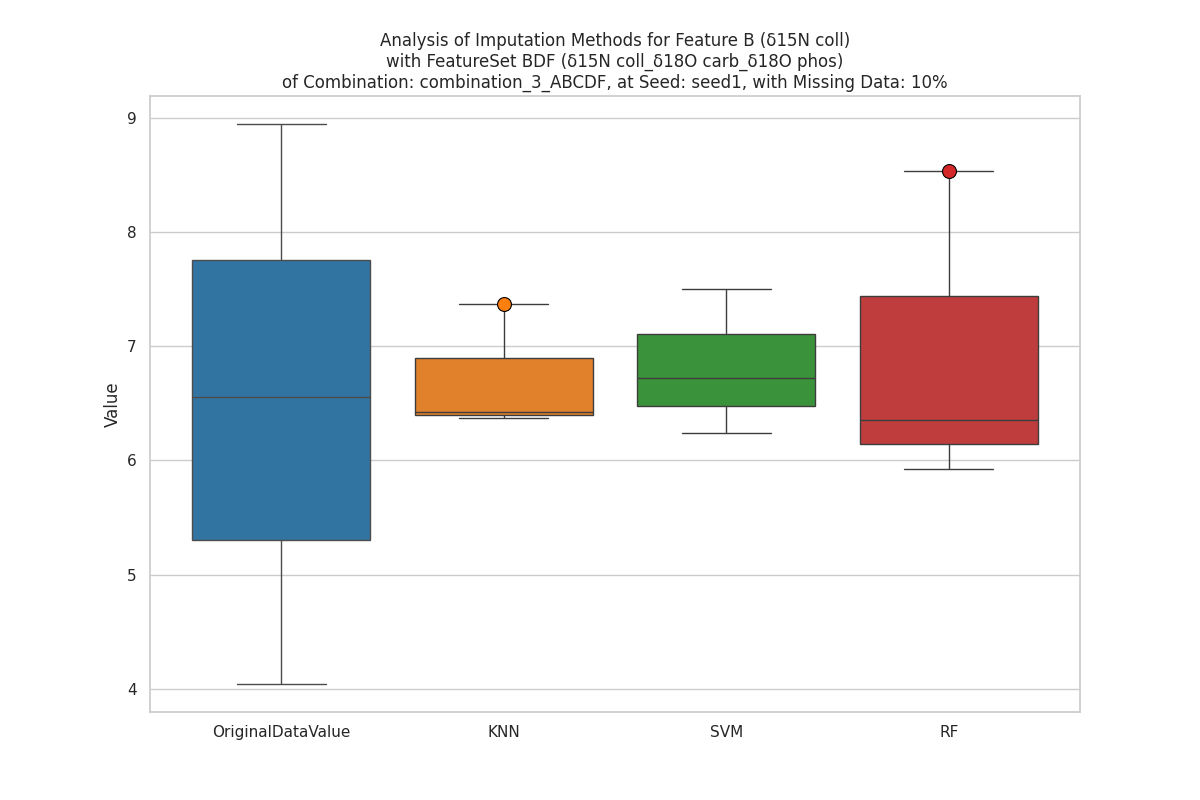 Analysis of Imputation Methods for Feature B (δ15N coll)
with FeatureSet BDF (δ15N coll_δ18O carb_δ18O phos)
of Combination: combination_3_ABCDF, at Seed: seed1, with Missing Data: 10%
9
8
7
6
5
4
Value
OriginalDataValue
KNN
SVM
RF